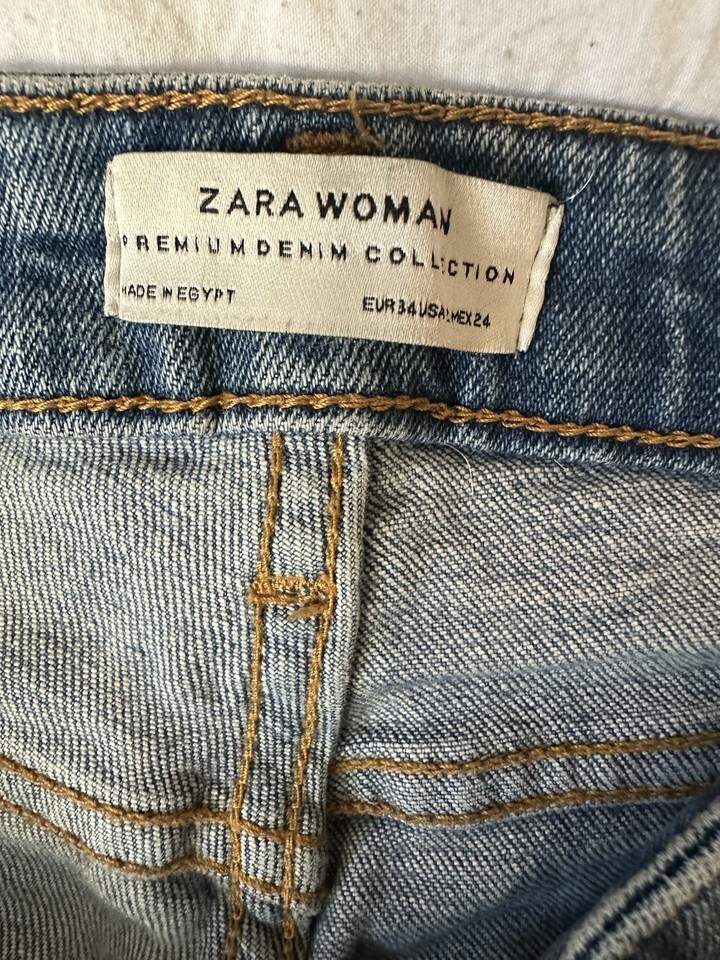 ZARA WOMAN
PREMIUM DENIM COLLECTION
MADE IN EGYPT EUR 34 USA MEX 24